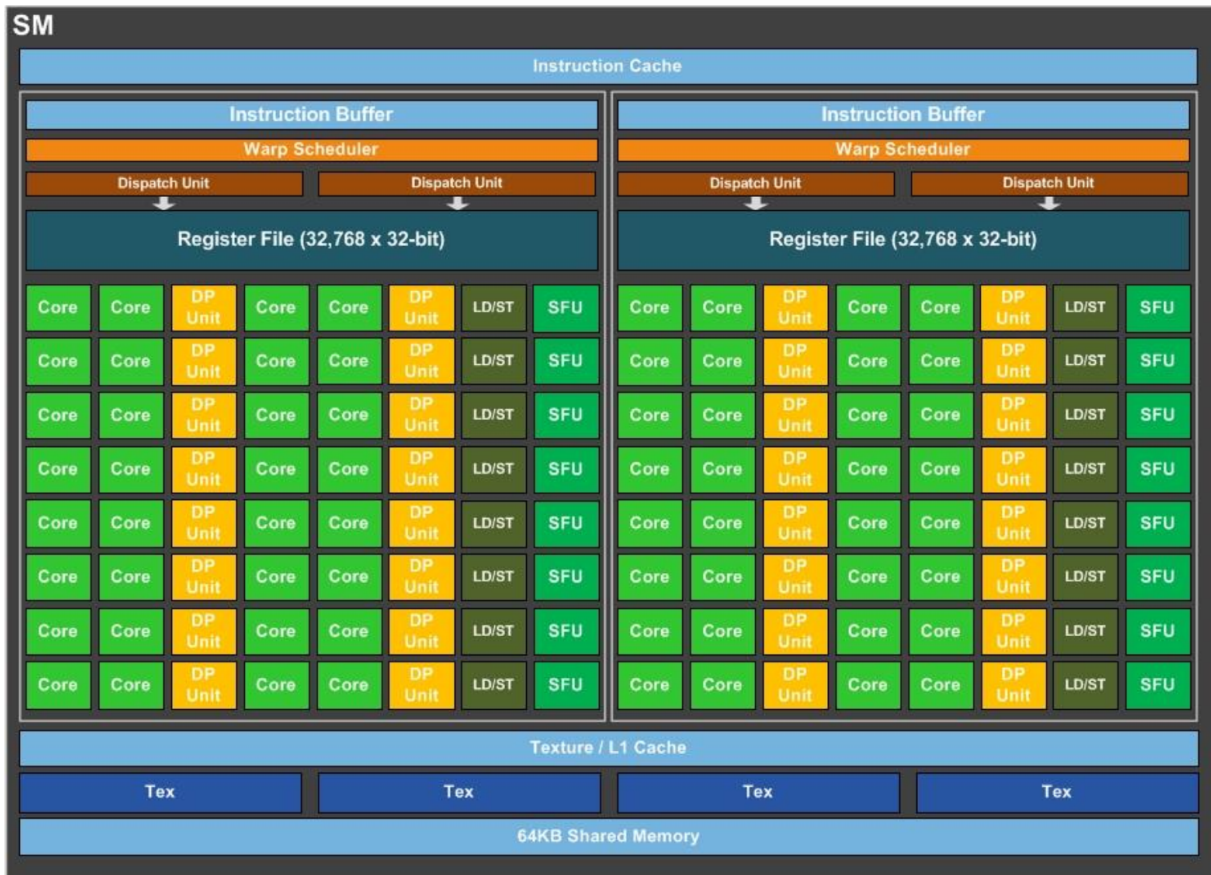 SM
Instruction Cache
Instruction Buffer Instruction Buffer
Warp Scheduler Warp Scheduler
Dispatch Unit Dispatch Unit Dispatch Unit Dispatch Unit
Register File (32,768 x 32-bit) Register File (32,768 x 32-bit)
Core Core DP Unit Core Core DP Unit LD/ST SFU Core Core DP Unit Core Core DP Unit LD/ST SFU
Core Core DP Unit Core Core DP Unit LD/ST SFU Core Core DP Unit Core Core DP Unit LD/ST SFU
Core Core DP Unit Core Core DP Unit LD/ST SFU Core Core DP Unit Core Core DP Unit LD/ST SFU
Core Core DP Unit Core Core DP Unit LD/ST SFU Core Core DP Unit Core Core DP Unit LD/ST SFU
Core Core DP Unit Core Core DP Unit LD/ST SFU Core Core DP Unit Core Core DP Unit LD/ST SFU
Core Core DP Unit Core Core DP Unit LD/ST SFU Core Core DP Unit Core Core DP Unit LD/ST SFU
Core Core DP Unit Core Core DP Unit LD/ST SFU Core Core DP Unit Core Core DP Unit LD/ST SFU
Core Core DP Unit Core Core DP Unit LD/ST SFU Core Core DP Unit Core Core DP Unit LD/ST SFU
Texture / L1 Cache
Tex Tex Tex Tex
64KB Shared Memory